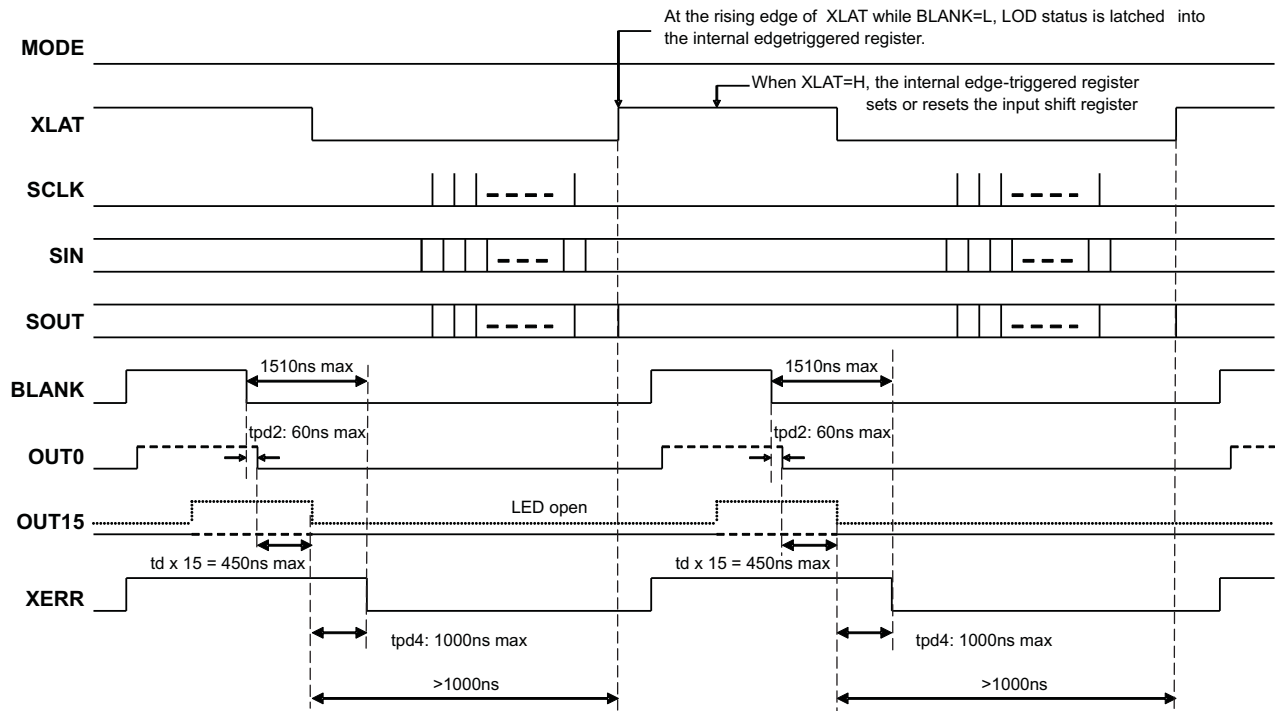 At the rising edge of XLAT while BLANK=L, LOD status is latched into
the internal edgetriggered register.
MODE
When XLAT=H, the internal edge-triggered register
sets or resets the input shift register
XLAT
SCLK
SIN
SOUT
1510ns max
1510ns max
BLANK
tpd2: 60ns max
tpd2: 60ns max
OUT0
LED open
OUT15
td x 15 = 450ns max
td x 15 = 450ns max
XERR
tpd4: 1000ns max
tpd4: 1000ns max
>1000ns
>1000ns